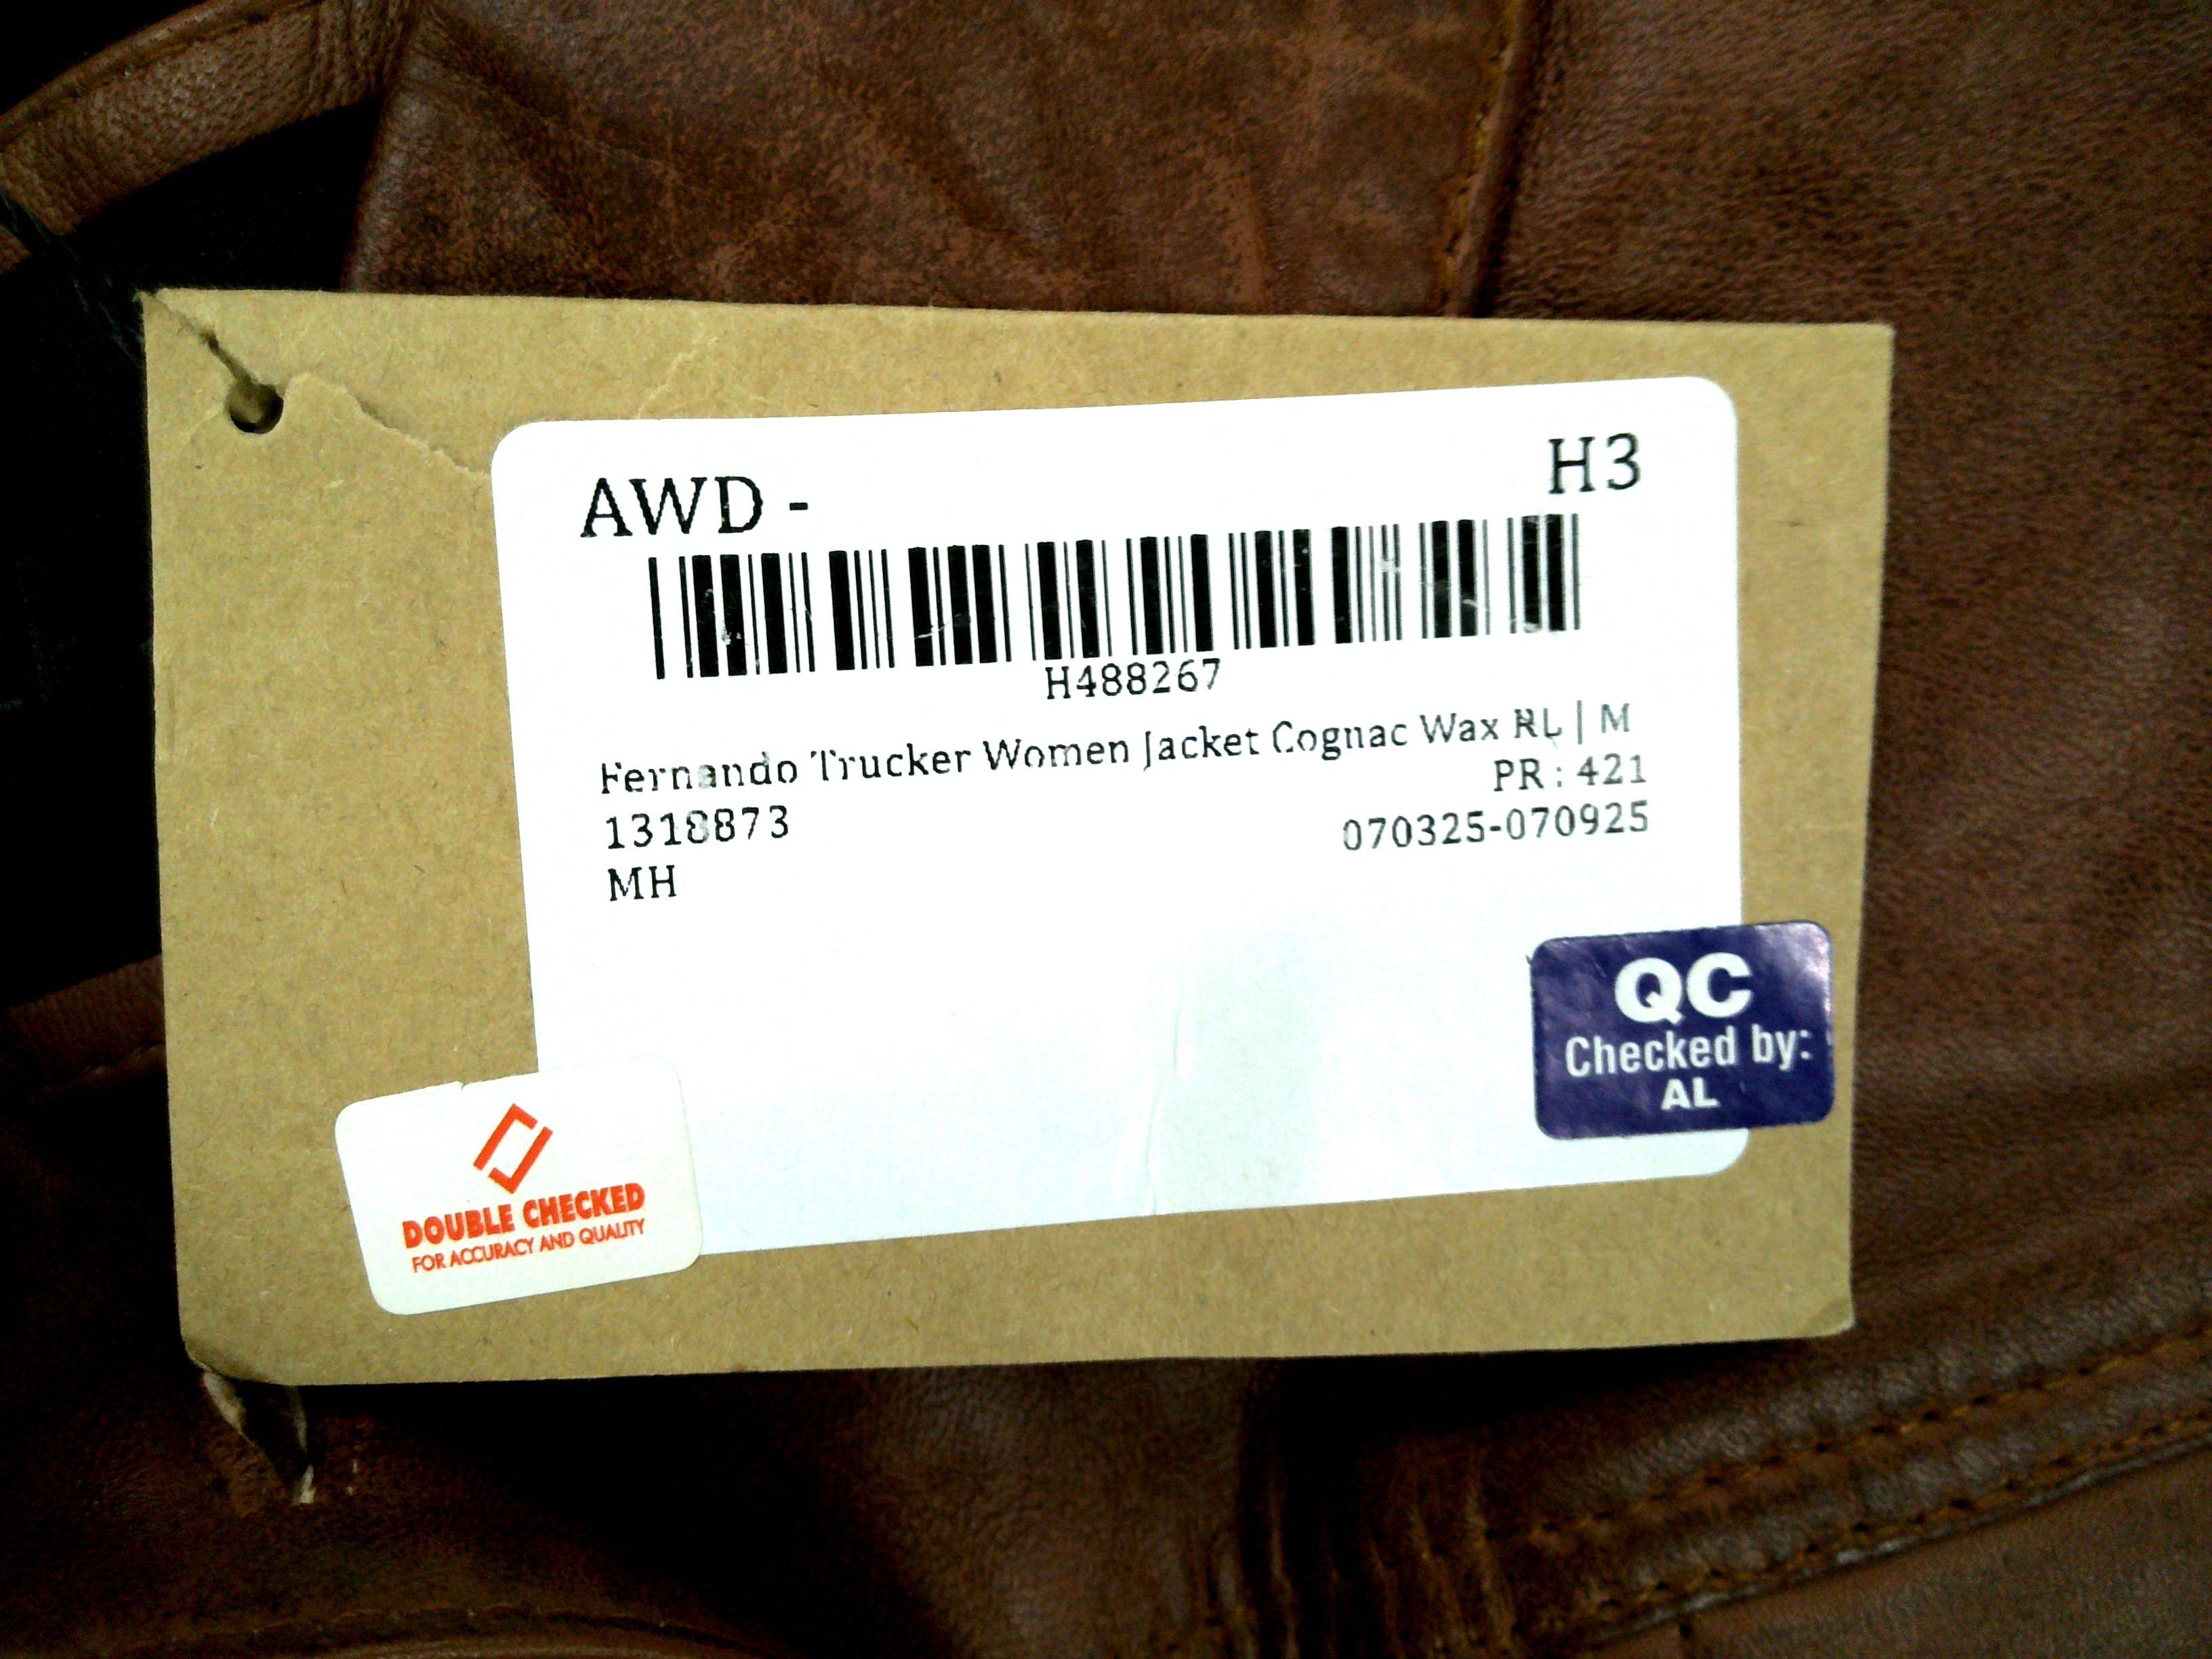 AWD - H3
H488267
Fernando Trucker Women Jacket Cognac Wax RL | M
PR : 421
1318873 070325-070925
MH
QC
Checked by:
AL
DOUBLE CHECKED
FOR ACCURACY AND QUALITY